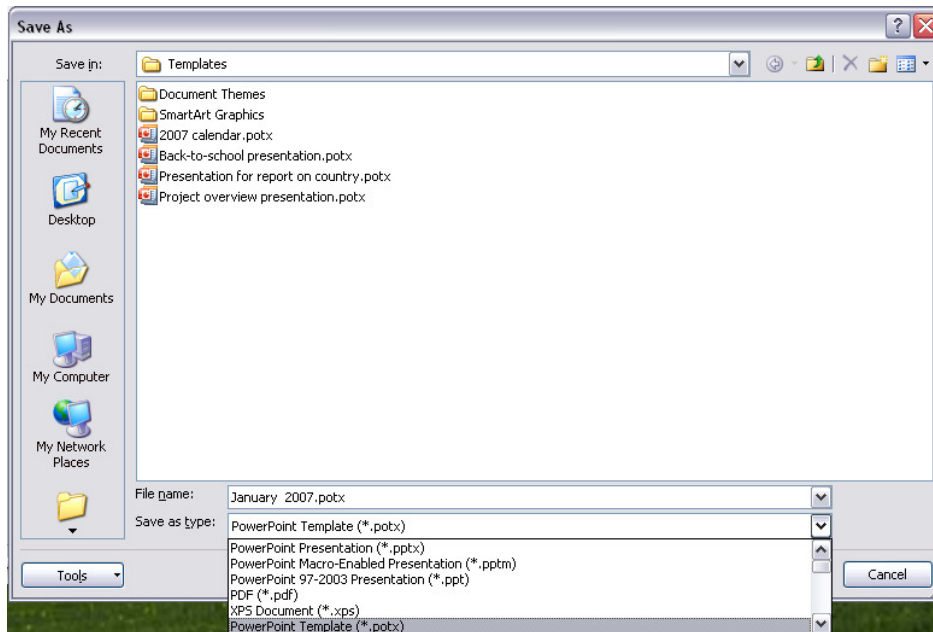 Save As
Save in:
Templates
Document Themes
SmartArt Graphics
2007 calendar.potx
Back-to-school presentation.potx
Presentation for report on country.potx
Project overview presentation.potx
My Recent
Documents
Desktop
My Documents
My Computer
My Network
Places
File name:
January 2007.potx
Save as type:
PowerPoint Template (*.potx)
PowerPoint Presentation (*.pptx)
PowerPoint Macro-Enabled Presentation (*.pptm)
PowerPoint 97-2003 Presentation (*.ppt)
PDF (*.pdf)
XPS Document (*.xps)
PowerPoint Template (*.potx)
Tools
Cancel